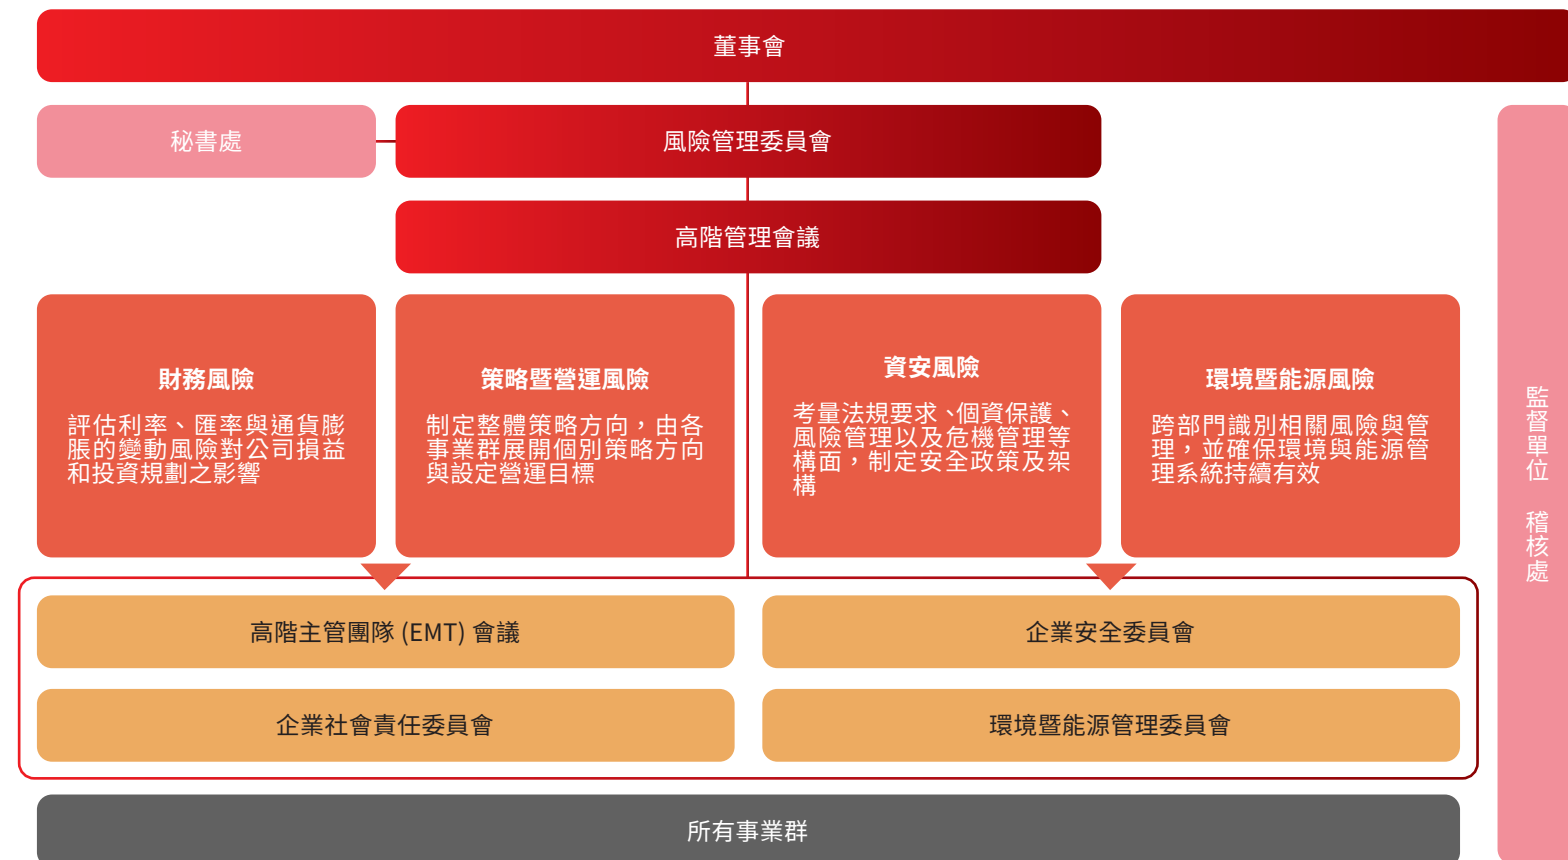 董事會
秘書處
風險管理委員會
高階管理會議
財務風險
評估利率、匯率與通貨膨
脹的變動風險對公司損益
和投資規劃之影響
策略暨營運風險
制定整體策略方向，由各
事業群展開個別策略方向
與設定營運目標
資安風險
考量法規要求、個資保護、
風險管理以及危機管理等
構面，制定安全政策及架
構
環境暨能源風險
跨部門識別相關風險與管
理，並確保環境與能源管
理系統持續有效
高階主管團隊 (EMT) 會議
企業安全委員會
企業社會責任委員會
環境暨能源管理委員會
所有事業群
監督單位 稽核處